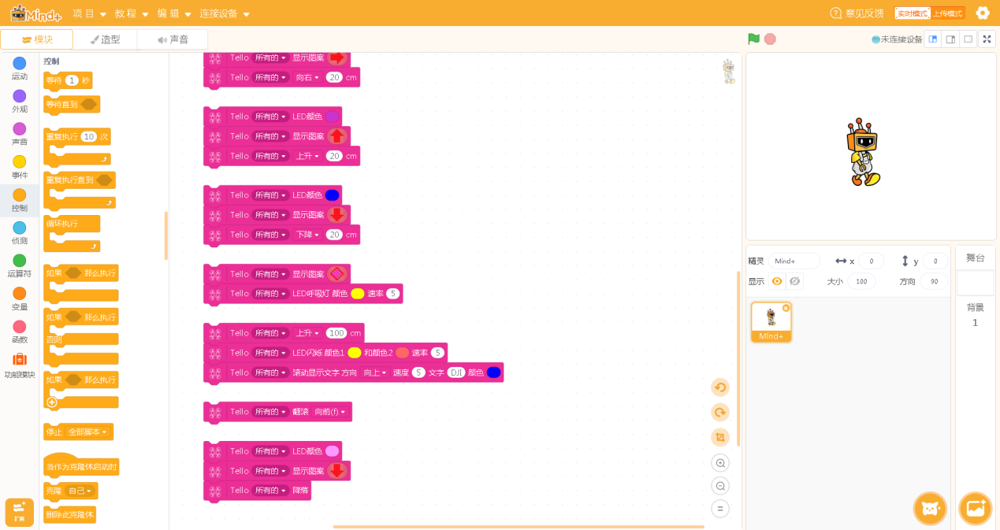 Mind+ 项目 教程 编辑 连接设备 意见反馈 实时模式 上传模式
模块 造型 声音 未连接设备
运动
外观
声音
事件
控制
侦测
运算符
变量
函数
功能模块
扩展
控制
等待 1 秒
等待直到
重复执行 10 次
重复执行直到
循环执行
如果 那么执行
如果 那么执行
否则
如果 那么执行
停止 全部脚本
当作为克隆体启动时
克隆 自己
删除此克隆体
Tello 所有的 显示图案
Tello 所有的 向右 20 cm
Tello 所有的 LED颜色
Tello 所有的 显示图案
Tello 所有的 上升 20 cm
Tello 所有的 LED颜色
Tello 所有的 显示图案
Tello 所有的 下降 20 cm
Tello 所有的 显示图案
Tello 所有的 LED呼吸灯 颜色 速率 5
Tello 所有的 上升 100 cm
Tello 所有的 LED闪烁 颜色1 和颜色2 速率 5
Tello 所有的 滚动显示文字 方向 向上 速度 5 文字 DJI 颜色
Tello 所有的 翻滚 向前(f)
Tello 所有的 LED颜色
Tello 所有的 显示图案
Tello 所有的 降落
精灵 Mind+ x 0 y 0
显示 大小 100 方向 90
Mind+
舞台
背景
1